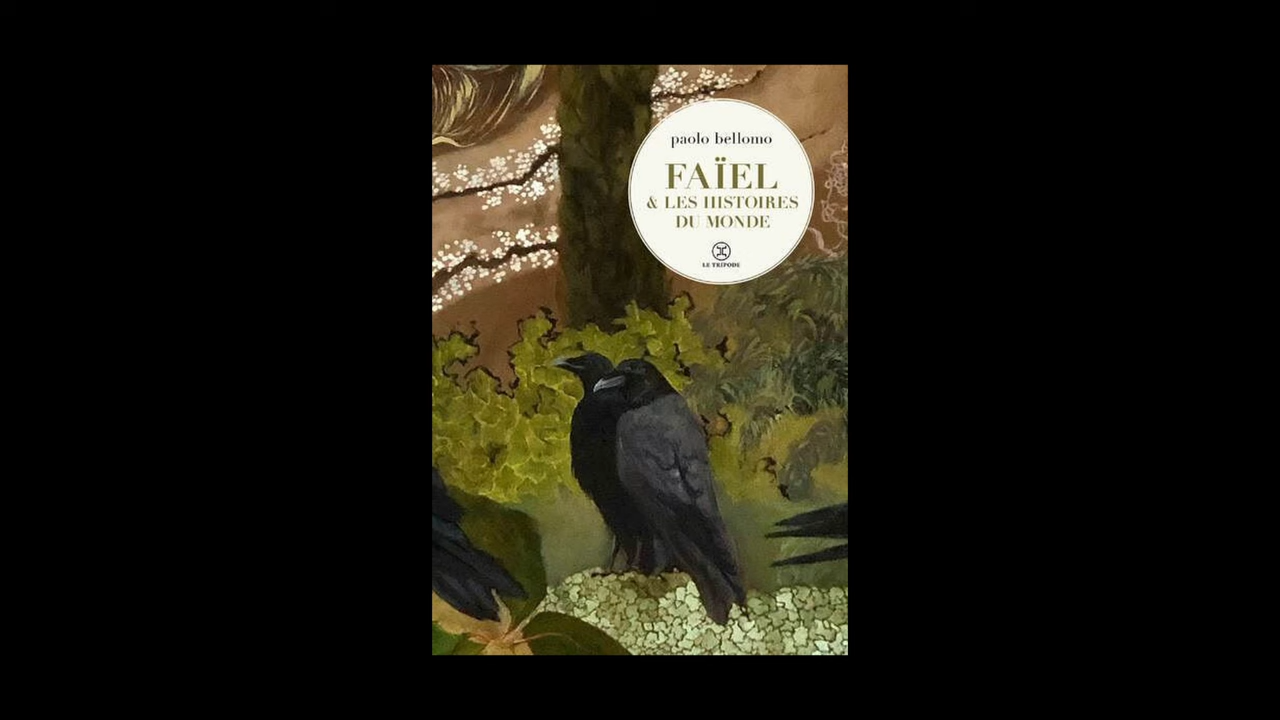 paolo bellomo
FAÏEL
& LES HISTOIRES
DU MONDE
LE TRIPODE